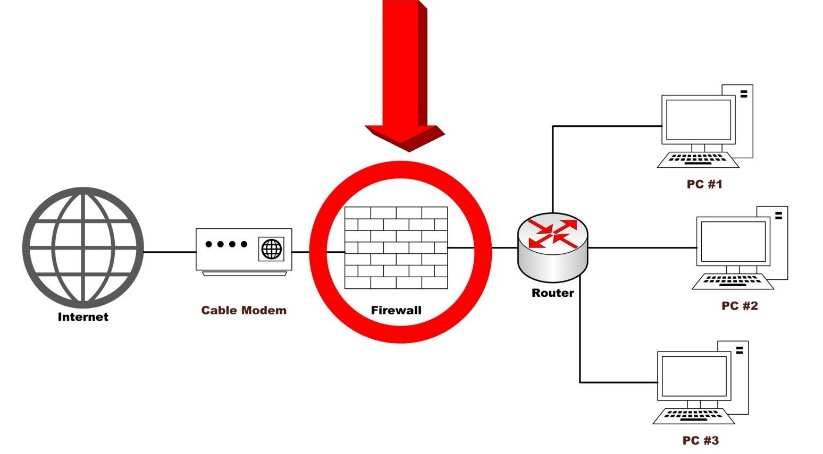 PC #1
Internet
Cable Modem
Firewall
Router
PC #2
PC #3